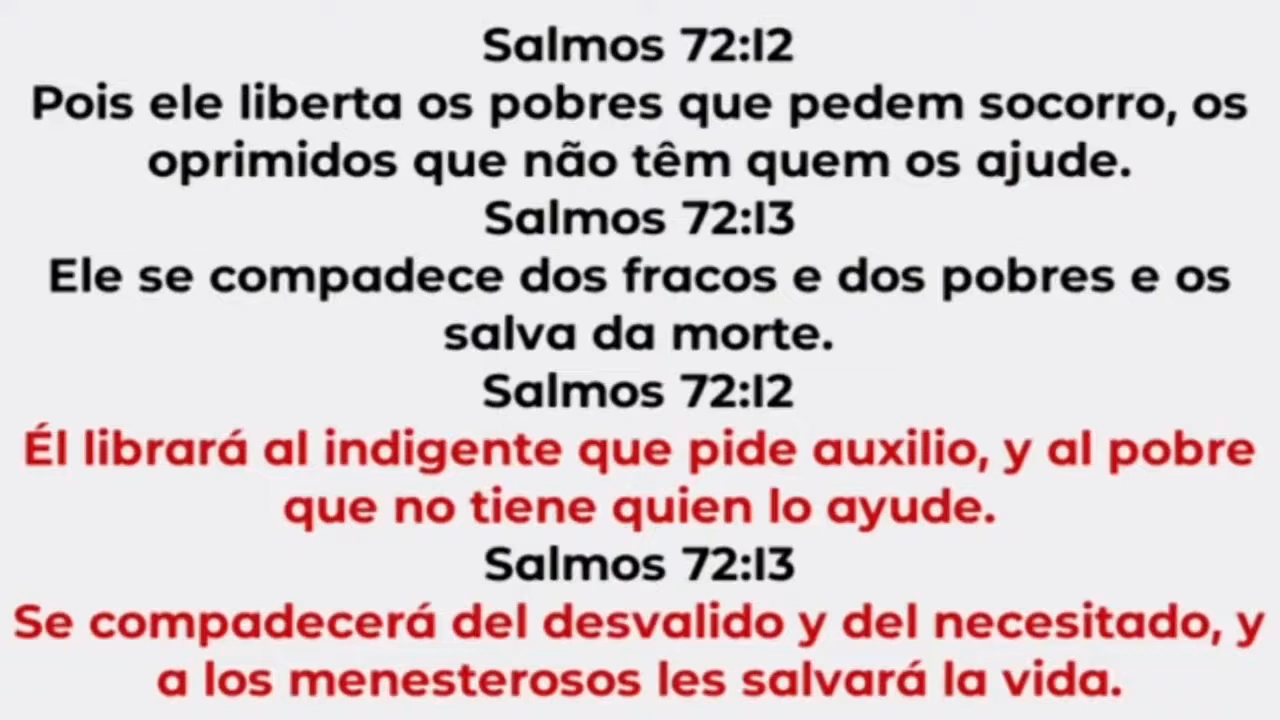 Salmos 72:12
Pois ele liberta os pobres que pedem socorro, os
oprimidos que não têm quem os ajude.
Salmos 72:13
Ele se compadece dos fracos e dos pobres e os
salva da morte.
Salmos 72:12
Él librará al indigente que pide auxilio, y al pobre
que no tiene quien lo ayude.
Salmos 72:13
Se compadecerá del desvalido y del necesitado, y
a los menesterosos les salvará la vida.